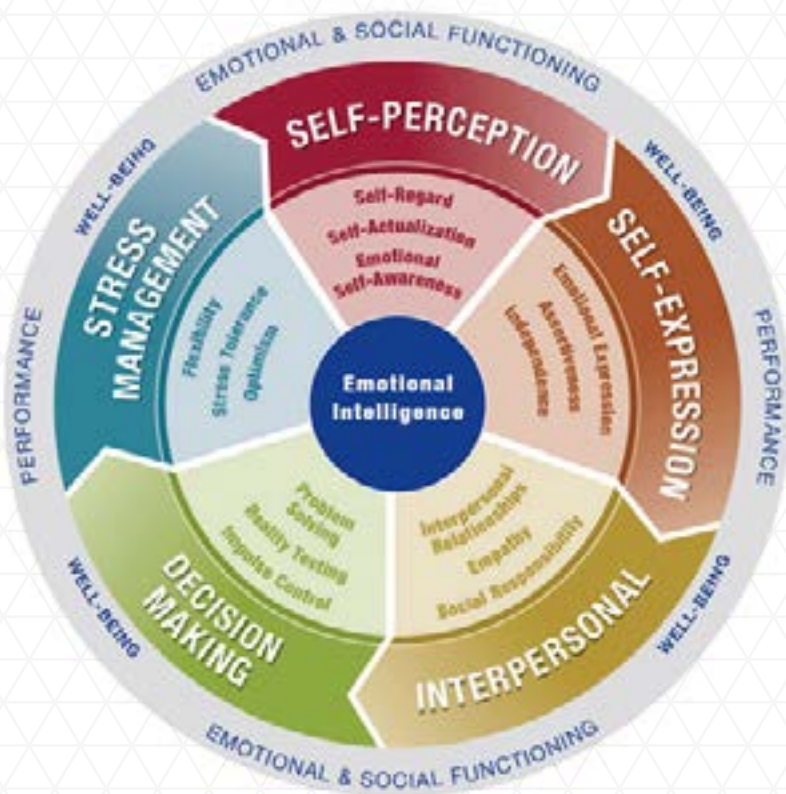 EMOTIONAL & SOCIAL FUNCTIONING
WELL-BEING
WELL-BEING
PERFORMANCE
PERFORMANCE
SELF-PERCEPTION
Self-Regard
Self-Actualization
Emotional
Self-Awareness
SELF-EXPRESSION
Emotional Expression
Assertiveness
Independence
INTERPERSONAL
Interpersonal
Relationships
Empathy
Social Responsibility
DECISION
MAKING
Problem
Solving
Reality Testing
Impulse Control
STRESS
MANAGEMENT
Flexibility
Stress Tolerance
Optimism
Emotional
Intelligence
WELL-BEING
WELL-BEING
EMOTIONAL & SOCIAL FUNCTIONING